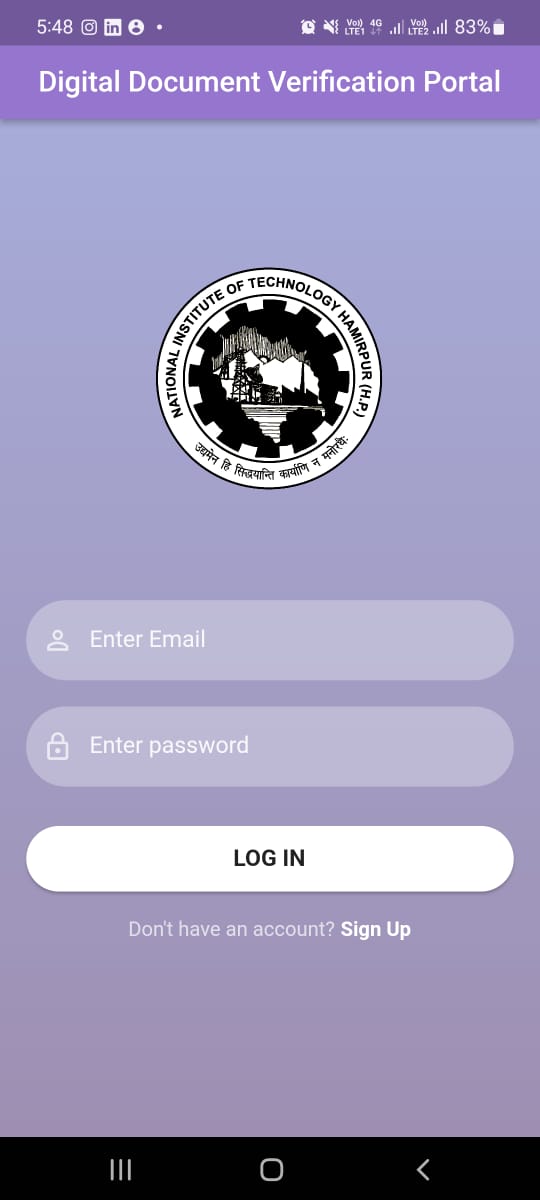 5:48
Vo)) 4G Vo))
LTE1 LTE2 83%
Digital Document Verification Portal
NATIONAL INSTITUTE OF TECHNOLOGY HAMIRPUR (H.P.)
उद्यमेन हि सिद्धयान्ति कार्याणि न मनोरथैः
Enter Email
Enter password
LOG IN
Don't have an account? Sign Up